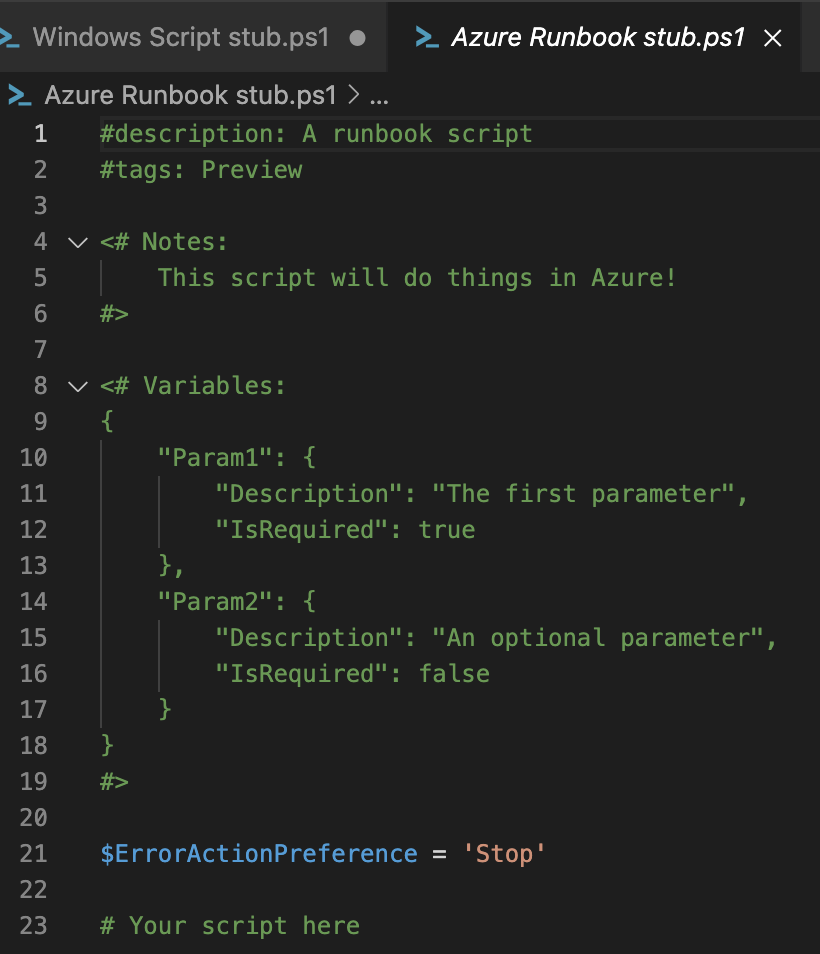 Windows Script stub.ps1 ●
Azure Runbook stub.ps1 ×
Azure Runbook stub.ps1 > ...
1 #description: A runbook script
2 #tags: Preview
3
4 <# Notes:
5     This script will do things in Azure!
6 #>
7
8 <# Variables:
9 {
10     "Param1": {
11         "Description": "The first parameter",
12         "IsRequired": true
13     },
14     "Param2": {
15         "Description": "An optional parameter",
16         "IsRequired": false
17     }
18 }
19 #>
20
21 $ErrorActionPreference = 'Stop'
22
23 # Your script here